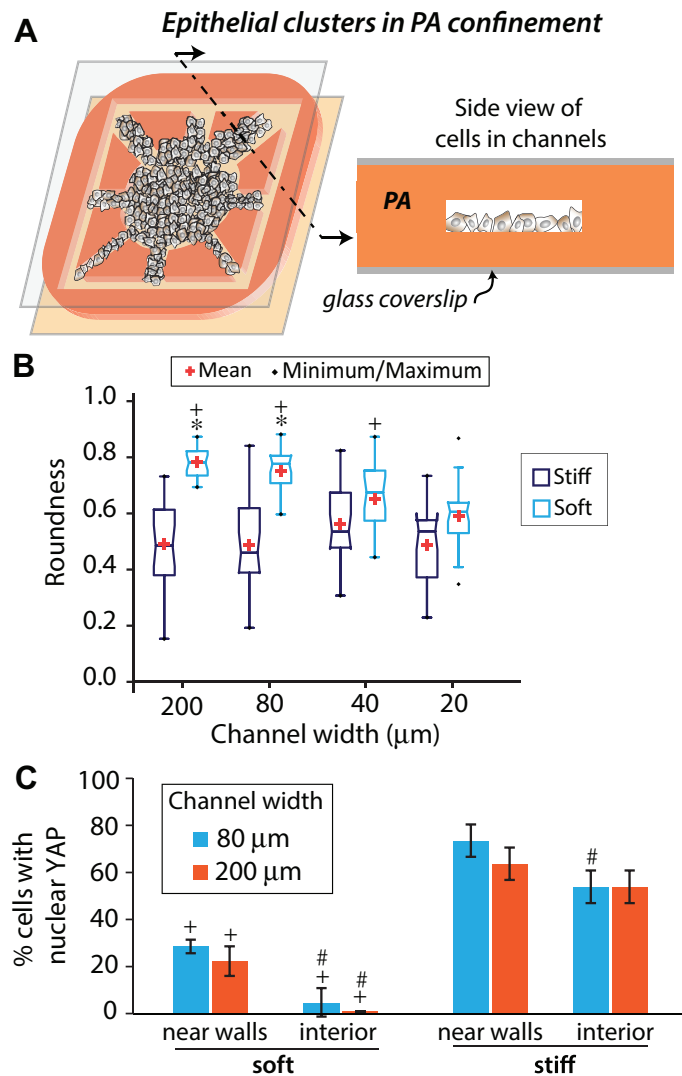 A
Epithelial clusters in PA confinement
Side view of
cells in channels
PA
glass coverslip
B
+ Mean
Minimum/Maximum
1.0
0.8
0.6
0.4
0.2
0.0
Roundness
+
*
+
*
+
Stiff
Soft
200
80
40
20
Channel width (μm)
C
100
80
60
40
20
0
% cells with
nuclear YAP
Channel width
80 μm
200 μm
+
+
#
+
#
+
#
near walls
interior
near walls
interior
soft
stiff